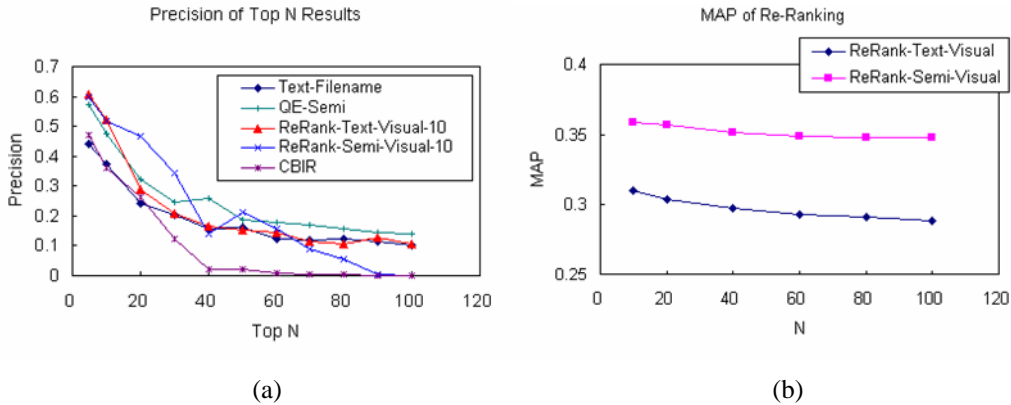 Precision of Top N Results
0.7
0.6
0.5
0.4
0.3
0.2
0.1
0
Precision
Text-Filename
QE-Semi
ReRank-Text-Visual-10
ReRank-Semi-Visual-10
CBIR
0 20 40 60 80 100 120
Top N
(a)
MAP of Re-Ranking
ReRank-Text-Visual
ReRank-Semi-Visual
0.4
0.35
0.3
0.25
MAP
0 20 40 60 80 100 120
N
(b)